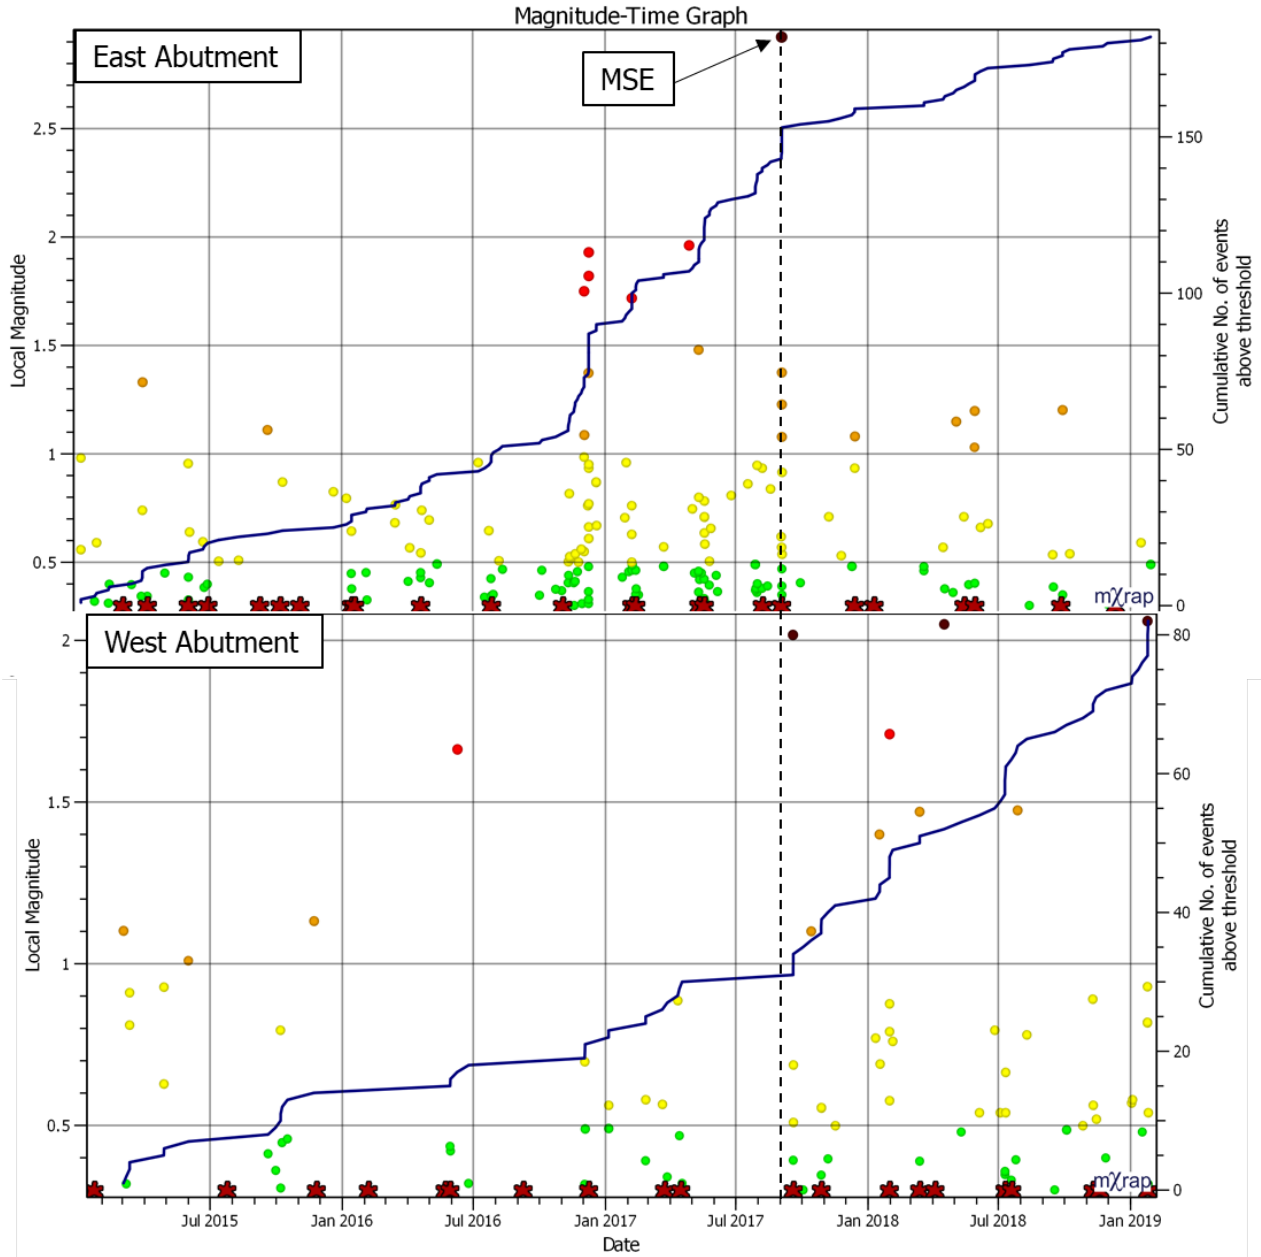 Magnitude-Time Graph
East Abutment
MSE
2.5
2
1.5
1
0.5
Local Magnitude
150
100
50
0
Cumulative No. of events
above threshold
mχrap
West Abutment
2
1.5
1
0.5
Local Magnitude
80
60
40
20
0
Cumulative No. of events
above threshold
mχrap
Jul 2015
Jan 2016
Jul 2016
Jan 2017
Jul 2017
Jan 2018
Jul 2018
Jan 2019
Date